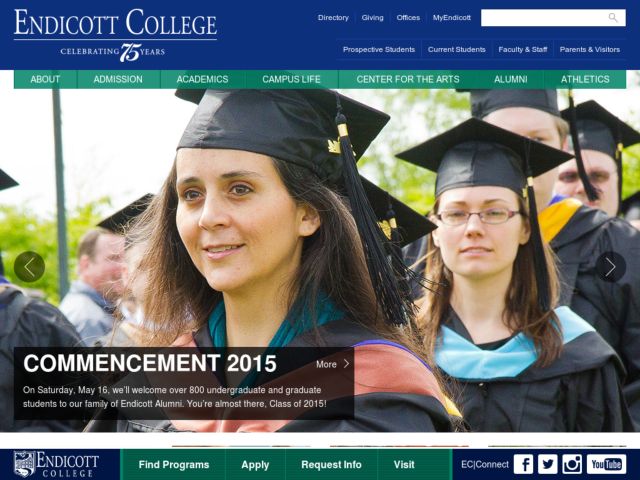 ENDICOTT COLLEGE
CELEBRATING 75 YEARS
Directory Giving Offices MyEndicott
Prospective Students Current Students Faculty & Staff Parents & Visitors
ABOUT ADMISSION ACADEMICS CAMPUS LIFE CENTER FOR THE ARTS ALUMNI ATHLETICS
COMMENCEMENT 2015
More
On Saturday, May 16, we'll welcome over 800 undergraduate and graduate
students to our family of Endicott Alumni. You're almost there, Class of 2015!
ENDICOTT
COLLEGE
Find Programs Apply Request Info Visit
EC|Connect
You Tube